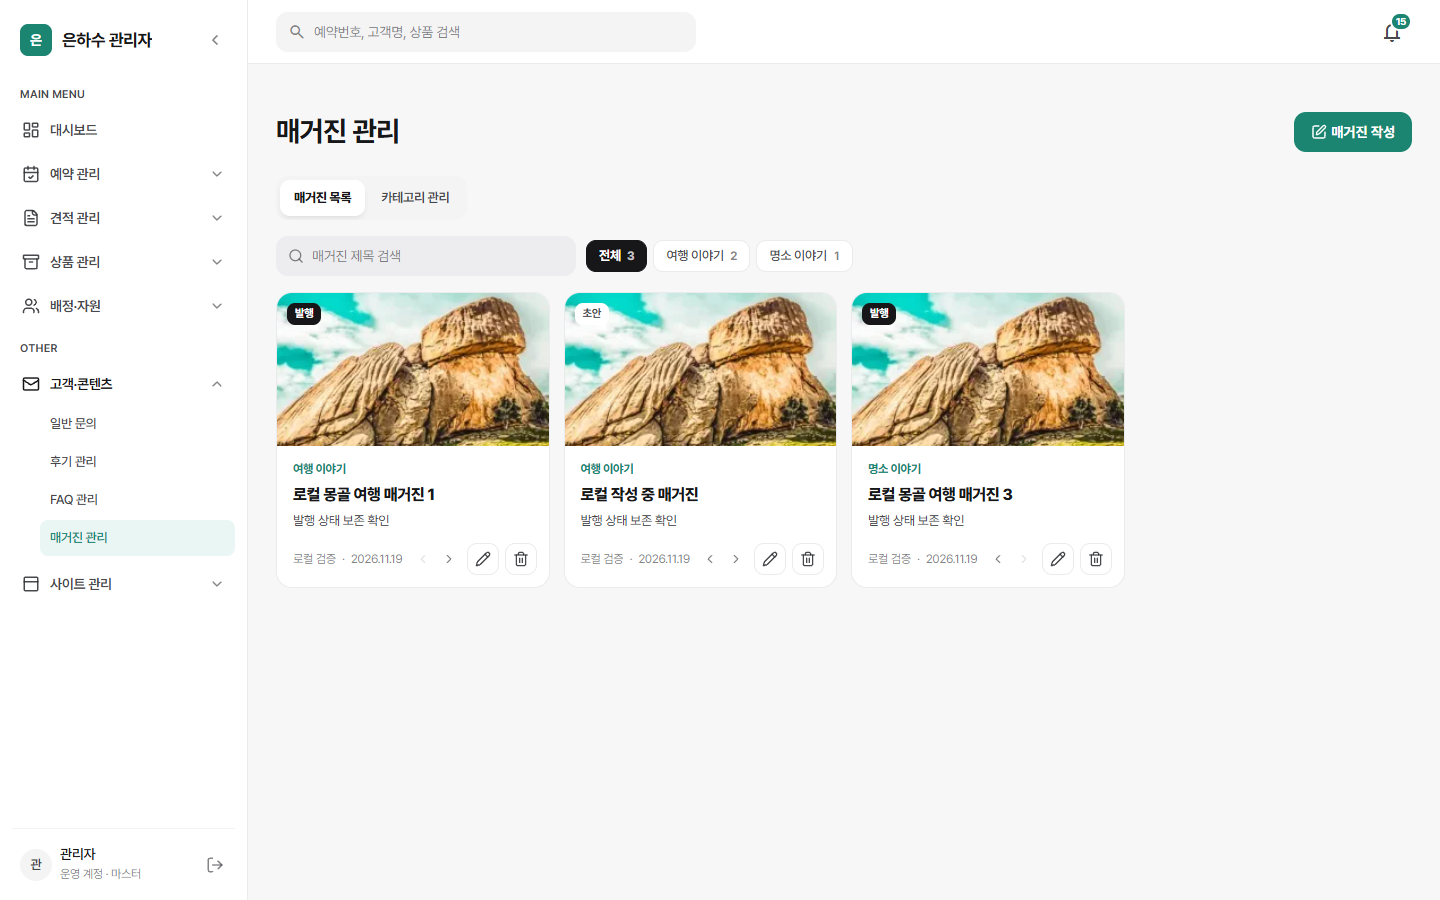 은 은하수 관리자
MAIN MENU
대시보드
예약 관리
견적 관리
상품 관리
배정·자원
OTHER
고객·콘텐츠
일반 문의
후기 관리
FAQ 관리
매거진 관리
사이트 관리
관 관리자
운영 계정 · 마스터
예약번호, 고객명, 상품 검색
15
매거진 관리
매거진 작성
매거진 목록 카테고리 관리
매거진 제목 검색 전체 3 여행 이야기 2 명소 이야기 1
발행
여행 이야기
로컬 몽골 여행 매거진 1
발행 상태 보존 확인
로컬 검증 · 2026.11.19
초안
여행 이야기
로컬 작성 중 매거진
발행 상태 보존 확인
로컬 검증 · 2026.11.19
발행
명소 이야기
로컬 몽골 여행 매거진 3
발행 상태 보존 확인
로컬 검증 · 2026.11.19